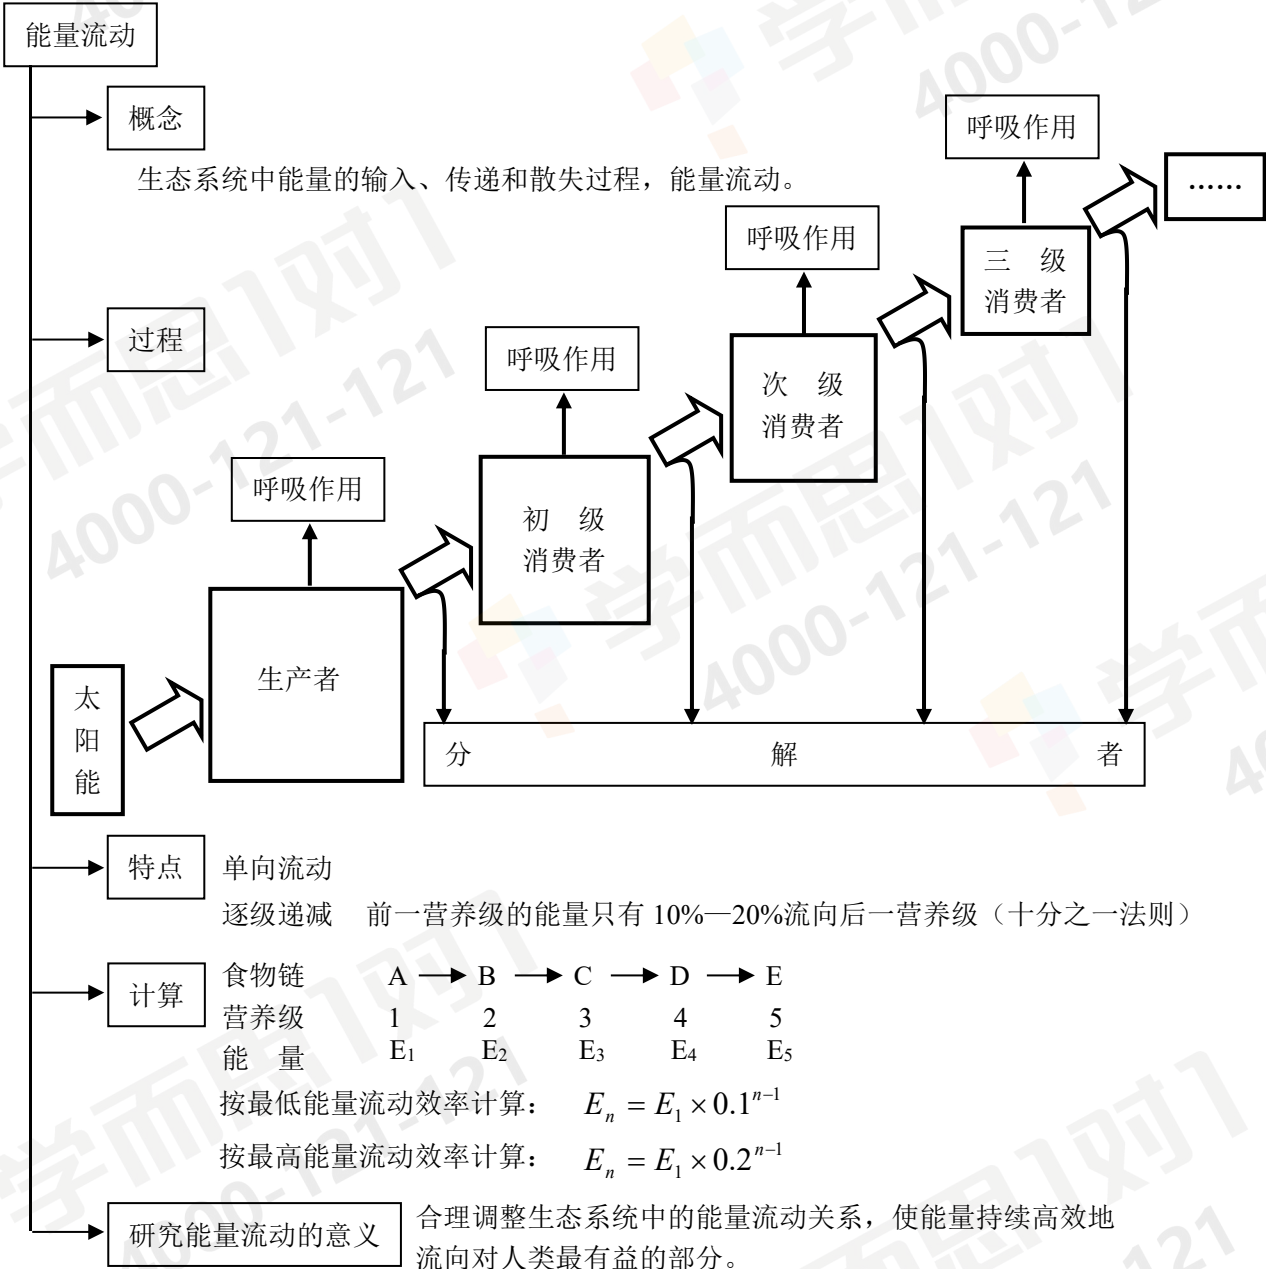 能量流动
概念
生态系统中能量的输入、传递和散失过程，能量流动。
呼吸作用
……
呼吸作用
三 级
消费者
过程
呼吸作用
次 级
消费者
呼吸作用
初 级
消费者
生产者
太
阳
能
分 解 者
特点 单向流动
逐级递减 前一营养级的能量只有 10%—20%流向后一营养级（十分之一法则）
计算
食物链 A → B → C → D → E
营养级 1 2 3 4 5
能 量 E₁ E₂ E₃ E₄ E₅
按最低能量流动效率计算： Eₙ = E₁ × 0.1ⁿ⁻¹
按最高能量流动效率计算： Eₙ = E₁ × 0.2ⁿ⁻¹
研究能量流动的意义
合理调整生态系统中的能量流动关系，使能量持续高效地
流向对人类最有益的部分。
学而思1对1
4000-121-121